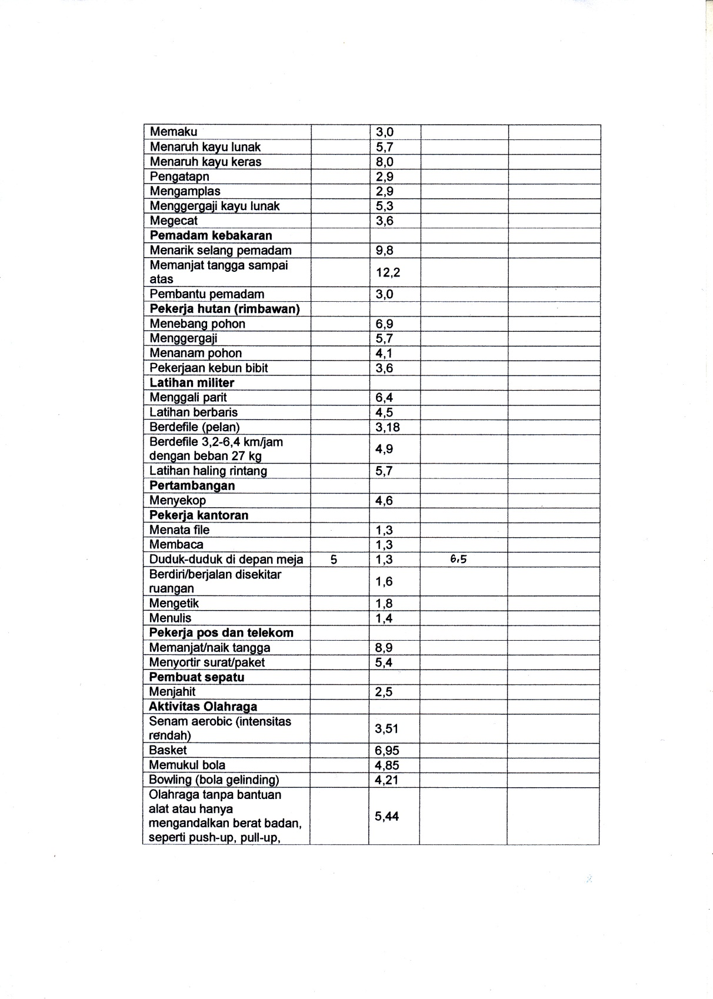 Memaku 3,0
Menaruh kayu lunak 5,7
Menaruh kayu keras 8,0
Pengatapn 2,9
Mengamplas 2,9
Menggergaji kayu lunak 5,3
Megecat 3,6
Pemadam kebakaran
Menarik selang pemadam 9,8
Memanjat tangga sampai
atas 12,2
Pembantu pemadam 3,0
Pekerja hutan (rimbawan)
Menebang pohon 6,9
Menggergaji 5,7
Menanam pohon 4,1
Pekerjaan kebun bibit 3,6
Latihan militer
Menggali parit 6,4
Latihan berbaris 4,5
Berdefile (pelan) 3,18
Berdefile 3,2-6,4 km/jam
dengan beban 27 kg 4,9
Latihan haling rintang 5,7
Pertambangan
Menyekop 4,6
Pekerja kantoran
Menata file 1,3
Membaca 1,3
Duduk-duduk di depan meja 5 1,3 6,5
Berdiri/berjalan disekitar
ruangan 1,6
Mengetik 1,8
Menulis 1,4
Pekerja pos dan telekom
Memanjat/naik tangga 8,9
Menyortir surat/paket 5,4
Pembuat sepatu
Menjahit 2,5
Aktivitas Olahraga
Senam aerobic (intensitas
rendah) 3,51
Basket 6,95
Memukul bola 4,85
Bowling (bola gelinding) 4,21
Olahraga tanpa bantuan
alat atau hanya
mengandalkan berat badan,
seperti push-up, pull-up, 5,44